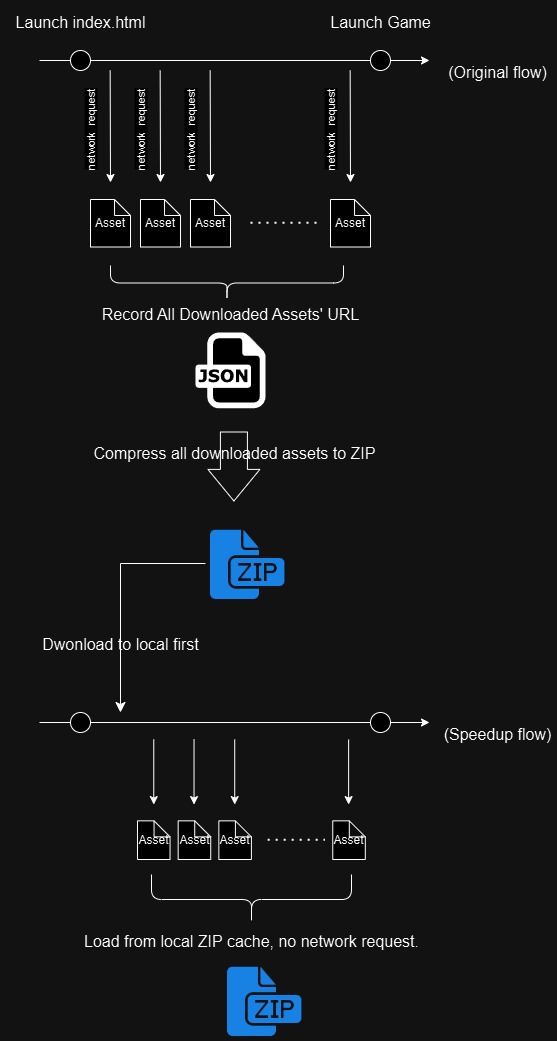 Launch index.html
Launch Game
(Original flow)
network request
network request
network request
network request
Asset
Asset
Asset
Asset
Record All Downloaded Assets' URL
JSON
Compress all downloaded assets to ZIP
ZIP
Dwonload to local first
(Speedup flow)
Asset
Asset
Asset
Asset
Load from local ZIP cache, no network request.
ZIP